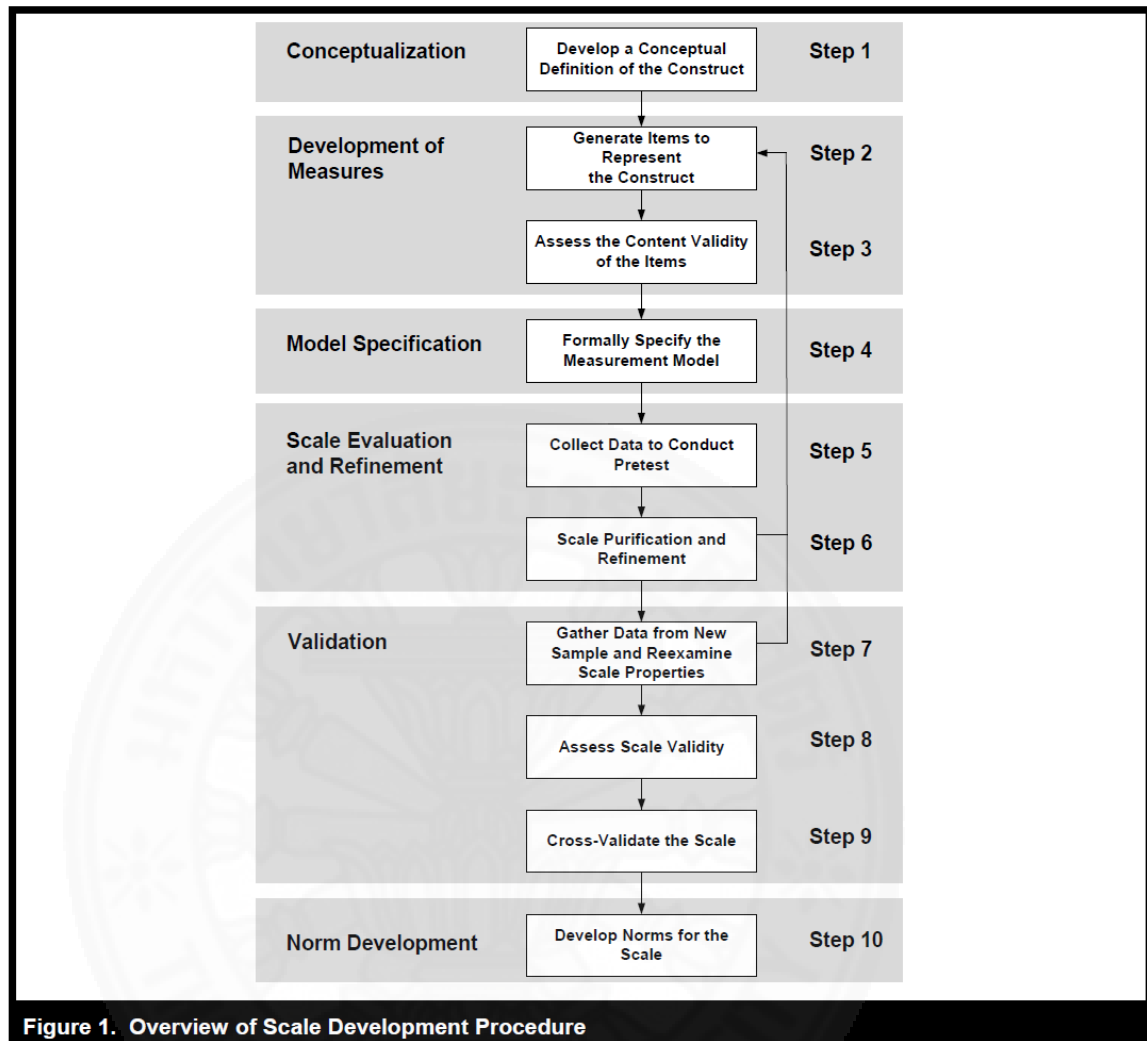 Conceptualization
Develop a Conceptual
Definition of the Construct
Step 1
Development of
Measures
Generate Items to
Represent
the Construct
Step 2
Assess the Content Validity
of the Items
Step 3
Model Specification
Formally Specify the
Measurement Model
Step 4
Scale Evaluation
and Refinement
Collect Data to Conduct
Pretest
Step 5
Scale Purification and
Refinement
Step 6
Validation
Gather Data from New
Sample and Reexamine
Scale Properties
Step 7
Assess Scale Validity
Step 8
Cross-Validate the Scale
Step 9
Norm Development
Develop Norms for the
Scale
Step 10
Figure 1. Overview of Scale Development Procedure